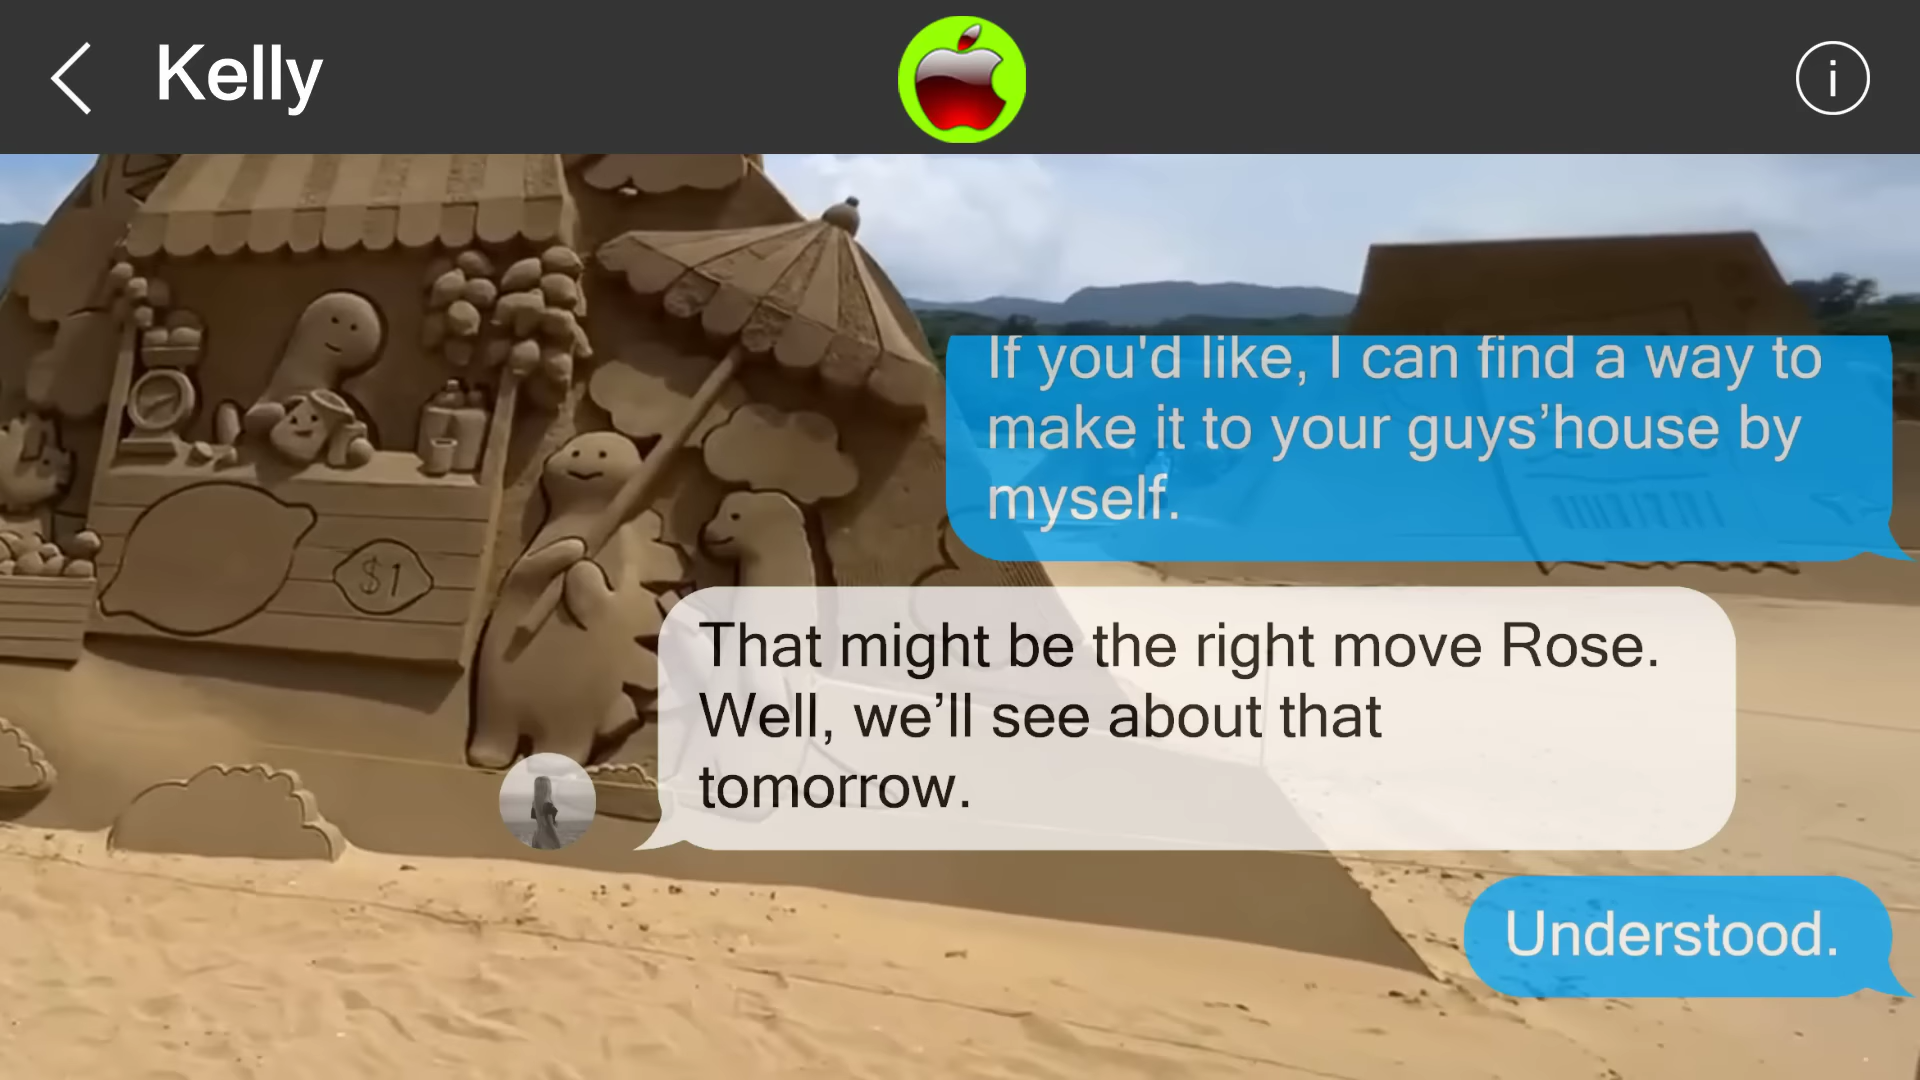 Kelly
i
If you'd like, I can find a way to
make it to your guys’house by
myself.
$1
That might be the right move Rose.
Well, we’ll see about that
tomorrow.
Understood.